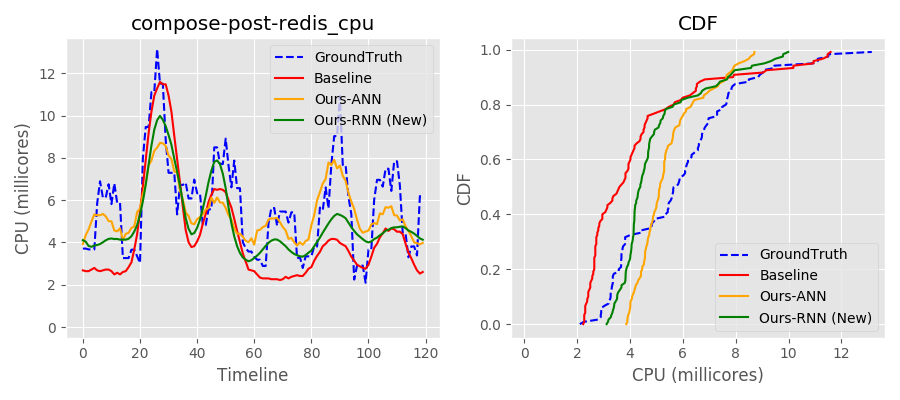 compose-post-redis_cpu
CPU (millicores)
12
10
8
6
4
2
0
GroundTruth
Baseline
Ours-ANN
Ours-RNN (New)
0 20 40 60 80 100 120
Timeline
CDF
CDF
1.0
0.8
0.6
0.4
0.2
0.0
GroundTruth
Baseline
Ours-ANN
Ours-RNN (New)
0 2 4 6 8 10 12
CPU (millicores)